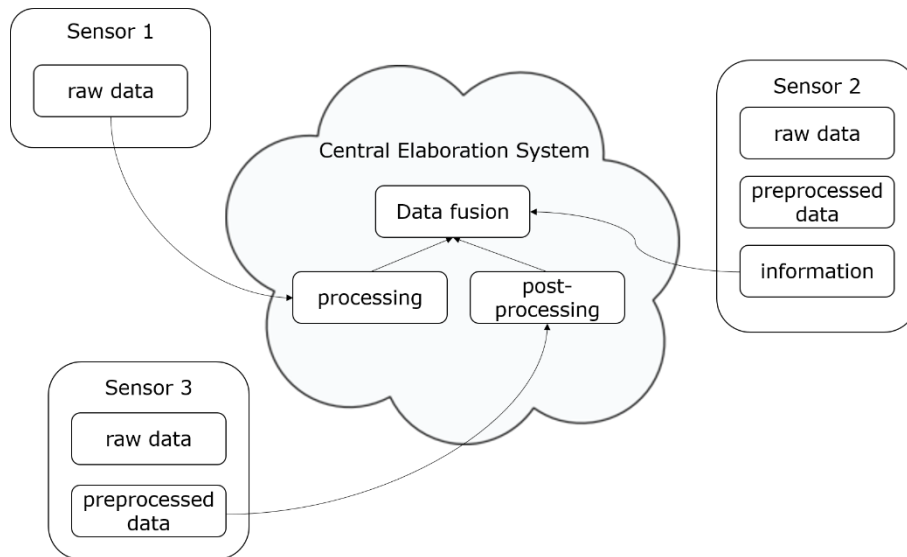 Sensor 1
raw data
Central Elaboration System
Data fusion
processing
post-
processing
Sensor 2
raw data
preprocessed
data
information
Sensor 3
raw data
preprocessed
data